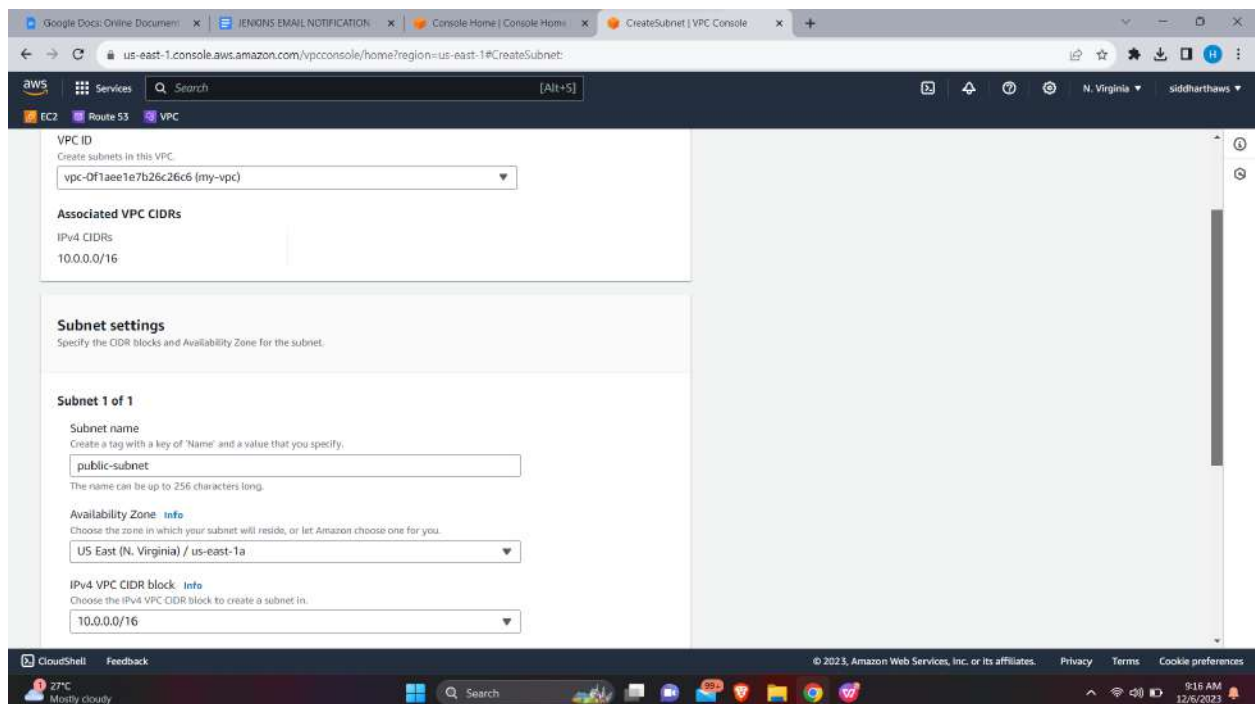 Google Docs: Online Document
JENKINS EMAIL NOTIFICATION
Console Home | Console Home
CreateSubnet | VPC Console
us-east-1.console.aws.amazon.com/vpcconsole/home?region=us-east-1#CreateSubnet:
H
aws
Services
Search
[Alt+S]
N. Virginia
siddharthaws
EC2
Route 53
VPC
VPC ID
Create subnets in this VPC.
vpc-0f1aee1e7b26c26c6 (my-vpc)
Associated VPC CIDRs
IPv4 CIDRs
10.0.0.0/16
Subnet settings
Specify the CIDR blocks and Availability Zone for the subnet.
Subnet 1 of 1
Subnet name
Create a tag with a key of 'Name' and a value that you specify.
public-subnet
The name can be up to 256 characters long.
Availability Zone Info
Choose the zone in which your subnet will reside, or let Amazon choose one for you.
US East (N. Virginia) / us-east-1a
IPv4 VPC CIDR block Info
Choose the IPv4 VPC CIDR block to create a subnet in.
10.0.0.0/16
CloudShell
Feedback
© 2023, Amazon Web Services, Inc. or its affiliates.
Privacy
Terms
Cookie preferences
1
27°C
Mostly cloudy
Search
99+
9:16 AM
12/6/2023